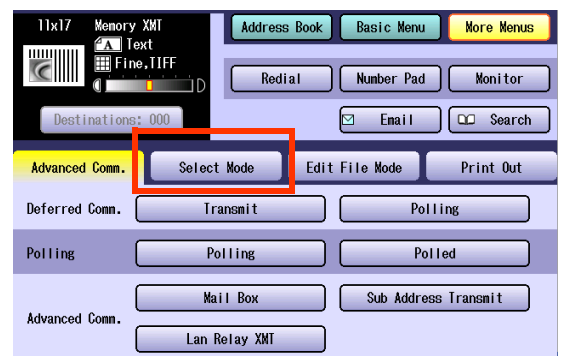 11x17 Memory XMT
A Text
Fine,TIFF
D
Destinations: 000
Address Book Basic Menu More Menus
Redial Number Pad Monitor
Email Search
Advanced Comm. Select Mode Edit File Mode Print Out
Deferred Comm. Transmit Polling
Polling Polling Polled
Advanced Comm. Mail Box Sub Address Transmit
Lan Relay XMT